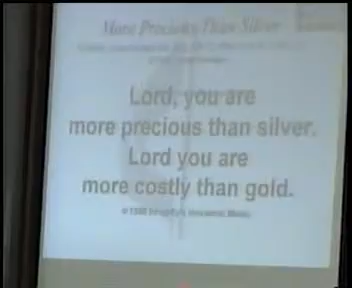 More Precious Than Silver
Lord, you are
more precious than silver.
Lord you are
more costly than gold.